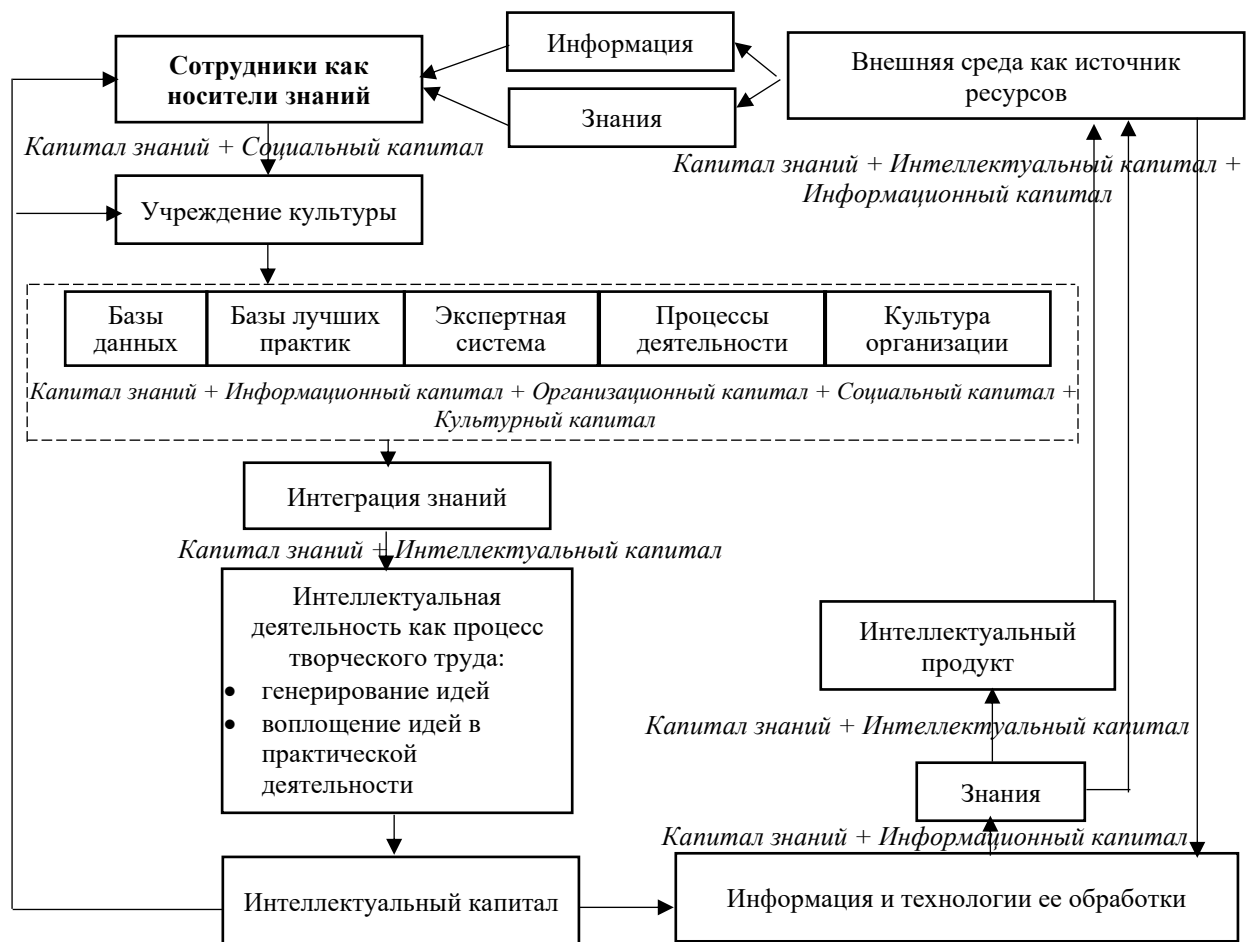 Информация
Сотрудники как
носители знаний
Внешняя среда как источник
ресурсов
Знания
Капитал знаний + Социальный капитал
Капитал знаний + Интеллектуальный капитал +
Информационный капитал
Учреждение культуры
Базы
данных
Базы лучших
практик
Экспертная
система
Процессы
деятельности
Культура
организации
Капитал знаний + Информационный капитал + Организационный капитал + Социальный капитал +
Культурный капитал
Интеграция знаний
Капитал знаний + Интеллектуальный капитал
Интеллектуальная
деятельность как процесс
творческого труда:
• генерирование идей
• воплощение идей в
практической
деятельности
Интеллектуальный
продукт
Капитал знаний + Интеллектуальный капитал
Знания
Капитал знаний + Информационный капитал
Интеллектуальный капитал
Информация и технологии ее обработки